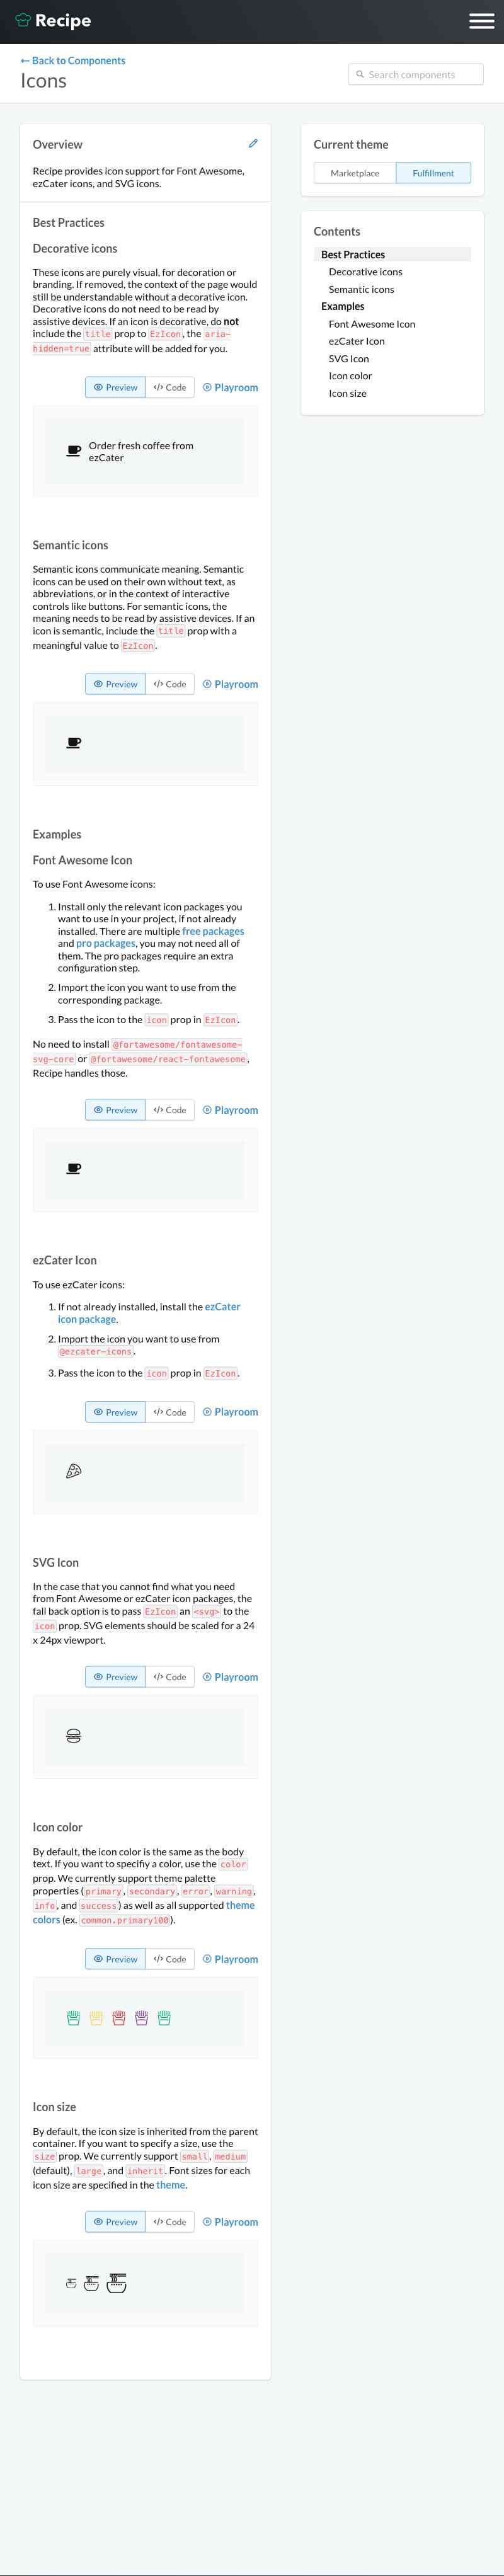 Recipe
← Back to Components
Icons
Search components
Overview
Recipe provides icon support for Font Awesome,
ezCater icons, and SVG icons.
Best Practices
Decorative icons
These icons are purely visual, for decoration or
branding. If removed, the context of the page would
still be understandable without a decorative icon.
Decorative icons do not need to be read by
assistive devices. If an icon is decorative, do not
include the title prop to EzIcon, the aria-
hidden=true attribute will be added for you.
Preview
</> Code
Playroom
Order fresh coffee from
ezCater
Semantic icons
Semantic icons communicate meaning. Semantic
icons can be used on their own without text, as
abbreviations, or in the context of interactive
controls like buttons. For semantic icons, the
meaning needs to be read by assistive devices. If an
icon is semantic, include the title prop with a
meaningful value to EzIcon.
Preview
</> Code
Playroom
Examples
Font Awesome Icon
To use Font Awesome icons:
1. Install only the relevant icon packages you
want to use in your project, if not already
installed. There are multiple free packages
and pro packages, you may not need all of
them. The pro packages require an extra
configuration step.
2. Import the icon you want to use from the
corresponding package.
3. Pass the icon to the icon prop in EzIcon.
No need to install @fortawesome/fontawesome-
svg-core or @fortawesome/react-fontawesome,
Recipe handles those.
Preview
</> Code
Playroom
ezCater Icon
To use ezCater icons:
1. If not already installed, install the ezCater
icon package.
2. Import the icon you want to use from
@ezcater-icons.
3. Pass the icon to the icon prop in EzIcon.
Preview
</> Code
Playroom
SVG Icon
In the case that you cannot find what you need
from Font Awesome or ezCater icon packages, the
fall back option is to pass EzIcon an <svg> to the
icon prop. SVG elements should be scaled for a 24
x 24px viewport.
Preview
</> Code
Playroom
Icon color
By default, the icon color is the same as the body
text. If you want to specifiy a color, use the color
prop. We currently support theme palette
properties (primary, secondary, error, warning,
info, and success) as well as all supported theme
colors (ex. common.primary100).
Preview
</> Code
Playroom
Icon size
By default, the icon size is inherited from the parent
container. If you want to specify a size, use the
size prop. We currently support small, medium
(default), large, and inherit. Font sizes for each
icon size are specified in the theme.
Preview
</> Code
Playroom
Current theme
Marketplace
Fulfillment
Contents
Best Practices
Decorative icons
Semantic icons
Examples
Font Awesome Icon
ezCater Icon
SVG Icon
Icon color
Icon size